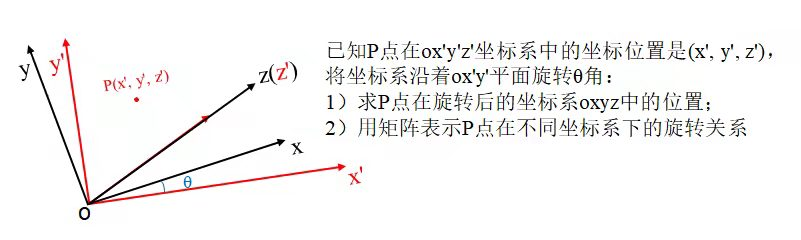 y
y'
P(x', y', z')
z(z')
x
x'
θ
O
已知P点在ox'y'z'坐标系中的坐标位置是(x', y', z')，
将坐标系沿着ox'y'平面旋转θ角：
1）求P点在旋转后的坐标系oxyz中的位置；
2）用矩阵表示P点在不同坐标系下的旋转关系